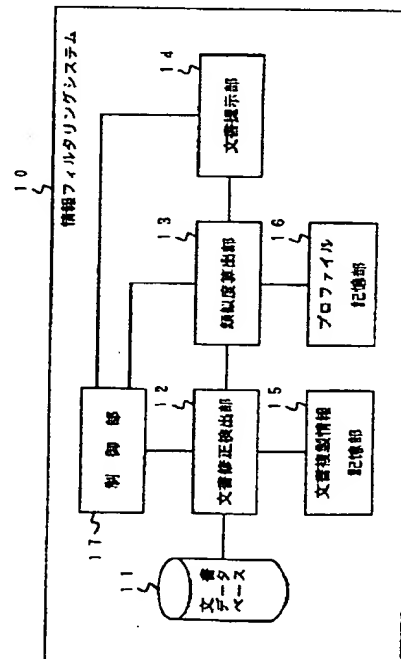 10
情報フィルタリングシステム
17
制御部
14
文書提示部
13
類似度算出部
12
文書修正検出部
11
文書
データ
ベース
16
プロファイル
記憶部
15
文書複製情報
記憶部